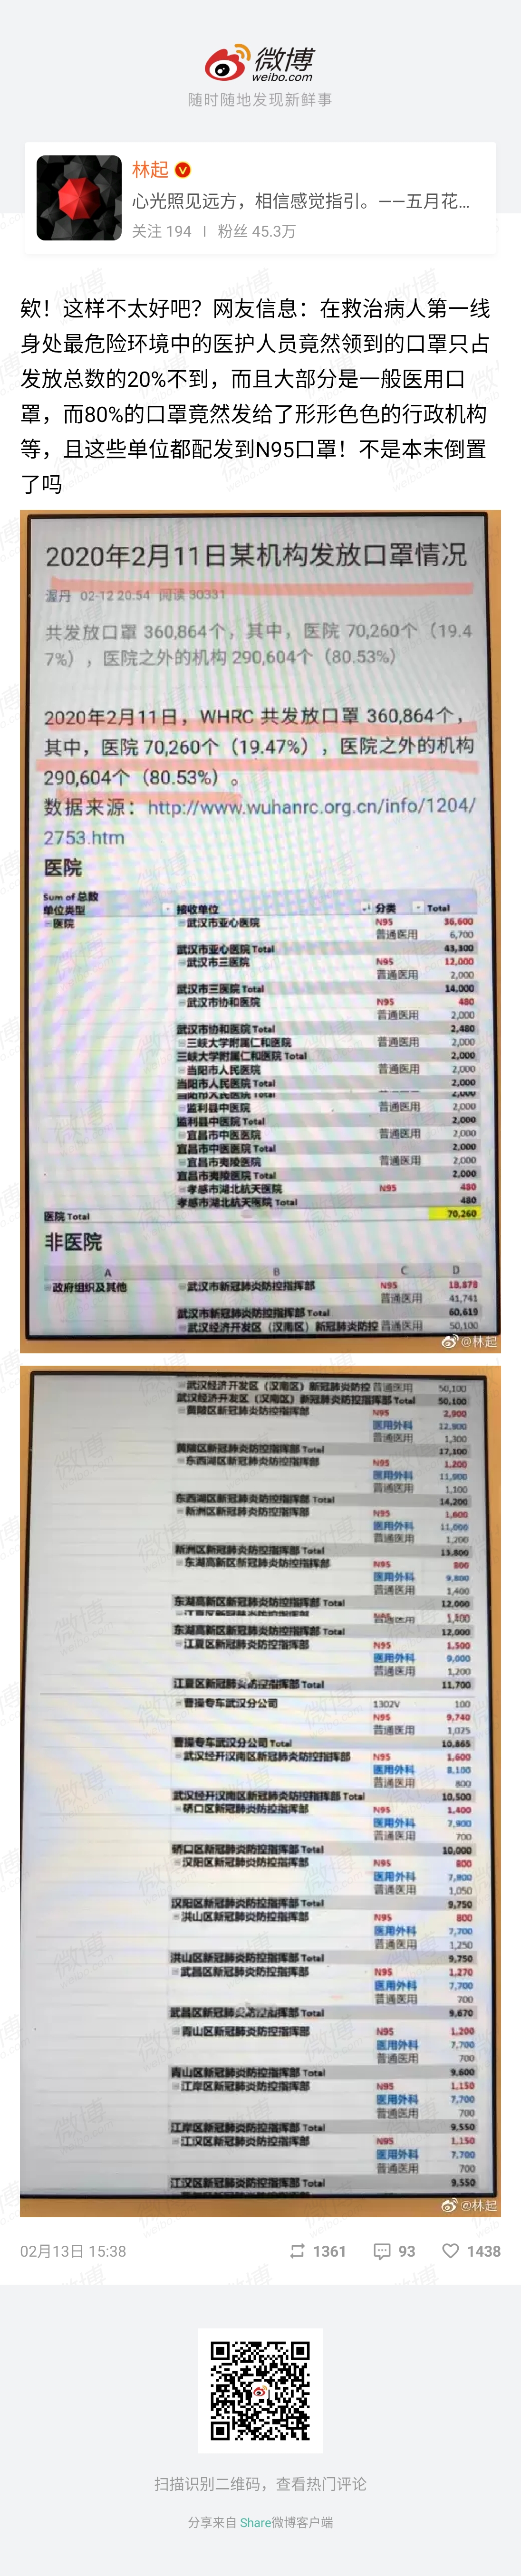 微博
weibo.com
随时随地发现新鲜事
林起
心光照见远方，相信感觉指引。——五月花...
关注 194 | 粉丝 45.3万
欸！这样不太好吧？网友信息：在救治病人第一线
身处最危险环境中的医护人员竟然领到的口罩只占
发放总数的20%不到，而且大部分是一般医用口
罩，而80%的口罩竟然发给了形形色色的行政机构
等，且这些单位都配发到N95口罩！不是本末倒置
了吗
2020年2月11日某机构发放口罩情况
渥丹 02-12 20:54 阅读 30331
共发放口罩 360,864个，其中，医院 70,260个（19.4
7%），医院之外的机构 290,604个（80.53%）
2020年2月11日，WHRC 共发放口罩 360,864个，
其中，医院 70,260个（19.47%），医院之外的机构
290,604个（80.53%）。
数据来源：http://www.wuhanrc.org.cn/info/1204/
2753.htm
医院
Sum of 总数
单位类型 接收单位 分类 Total
医院 武汉市亚心医院 N95 36,600
普通医用 6,700
武汉市亚心医院 Total 43,300
武汉市三医院 N95 12,000
普通医用 2,000
武汉市三医院 Total 14,000
武汉市协和医院 N95 480
普通医用 2,000
武汉市协和医院 Total 2,480
三峡大学附属仁和医院 普通医用 2,000
三峡大学附属仁和医院 Total 2,000
当阳市人民医院 普通医用 2,000
当阳市人民医院 Total 2,000
当阳市人民医院 Total 2,000
监利县中医院 普通医用 2,000
监利县中医院 Total 2,000
宜昌市中医医院 普通医用 2,000
宜昌市中医医院 Total 2,000
宜昌市夷陵医院 普通医用 2,000
宜昌市夷陵医院 Total 2,000
孝感市湖北航天医院 N95 480
孝感市湖北航天医院 Total 480
医院 Total 70,260
非医院
A B C D
政府组织及其他 武汉市新冠肺炎防控指挥部 N95 18,878
普通医用 41,741
武汉市新冠肺炎防控指挥部 Total 60,619
武汉经济开发区（汉南区）新冠肺炎防控 普通医用 50,100
@林起
武汉经济开发区（汉南区）新冠肺炎防控 普通医用 50,100
武汉经济开发区（汉南区）新冠肺炎防控指挥部 Total 50,100
黄陂区新冠肺炎防控指挥部 N95 2,900
医用外科 12,900
普通医用 1,300
黄陂区新冠肺炎防控指挥部 Total 17,100
东西湖区新冠肺炎防控指挥部 N95 1,200
医用外科 11,900
普通医用 1,100
东西湖区新冠肺炎防控指挥部 Total 14,200
新洲区新冠肺炎防控指挥部 N95 1,600
医用外科 11,000
普通医用 1,200
新洲区新冠肺炎防控指挥部 Total 13,800
东湖高新区新冠肺炎防控指挥部 N95 800
医用外科 9,800
普通医用 1,400
东湖高新区新冠肺炎防控指挥部 Total 12,000
东湖高新区新冠肺炎防控指挥部 Total 12,000
江夏区新冠肺炎防控指挥部 N95 1,500
医用外科 9,000
普通医用 1,200
江夏区新冠肺炎防控指挥部 Total 11,700
曹操专车武汉分公司 1302V 100
N95 9,740
普通医用 1,025
曹操专车武汉分公司 Total 10,865
武汉经开汉南区新冠肺炎防控指挥部 N95 1,600
医用外科 8,100
普通医用 800
武汉经开汉南区新冠肺炎防控指挥部 Total 10,500
硚口区新冠肺炎防控指挥部 N95 1,400
医用外科 7,900
普通医用 700
硚口区新冠肺炎防控指挥部 Total 10,000
汉阳区新冠肺炎防控指挥部 N95 800
医用外科 7,900
普通医用 1,050
汉阳区新冠肺炎防控指挥部 Total 9,750
洪山区新冠肺炎防控指挥部 N95 800
医用外科 7,700
普通医用 1,250
洪山区新冠肺炎防控指挥部 Total 9,750
武昌区新冠肺炎防控指挥部 N95 1,270
医用外科 7,700
普通医用 700
武昌区新冠肺炎防控指挥部 Total 9,670
青山区新冠肺炎防控指挥部 N95 1,200
医用外科 7,700
普通医用 700
青山区新冠肺炎防控指挥部 Total 9,600
江岸区新冠肺炎防控指挥部 N95 1,150
医用外科 7,700
普通医用 700
江岸区新冠肺炎防控指挥部 Total 9,550
江汉区新冠肺炎防控指挥部 N95 1,150
医用外科 7,700
普通医用 700
江汉区新冠肺炎防控指挥部 Total 9,550
@林起
02月13日 15:38 1361 93 1438
扫描识别二维码，查看热门评论
分享来自 Share微博客户端